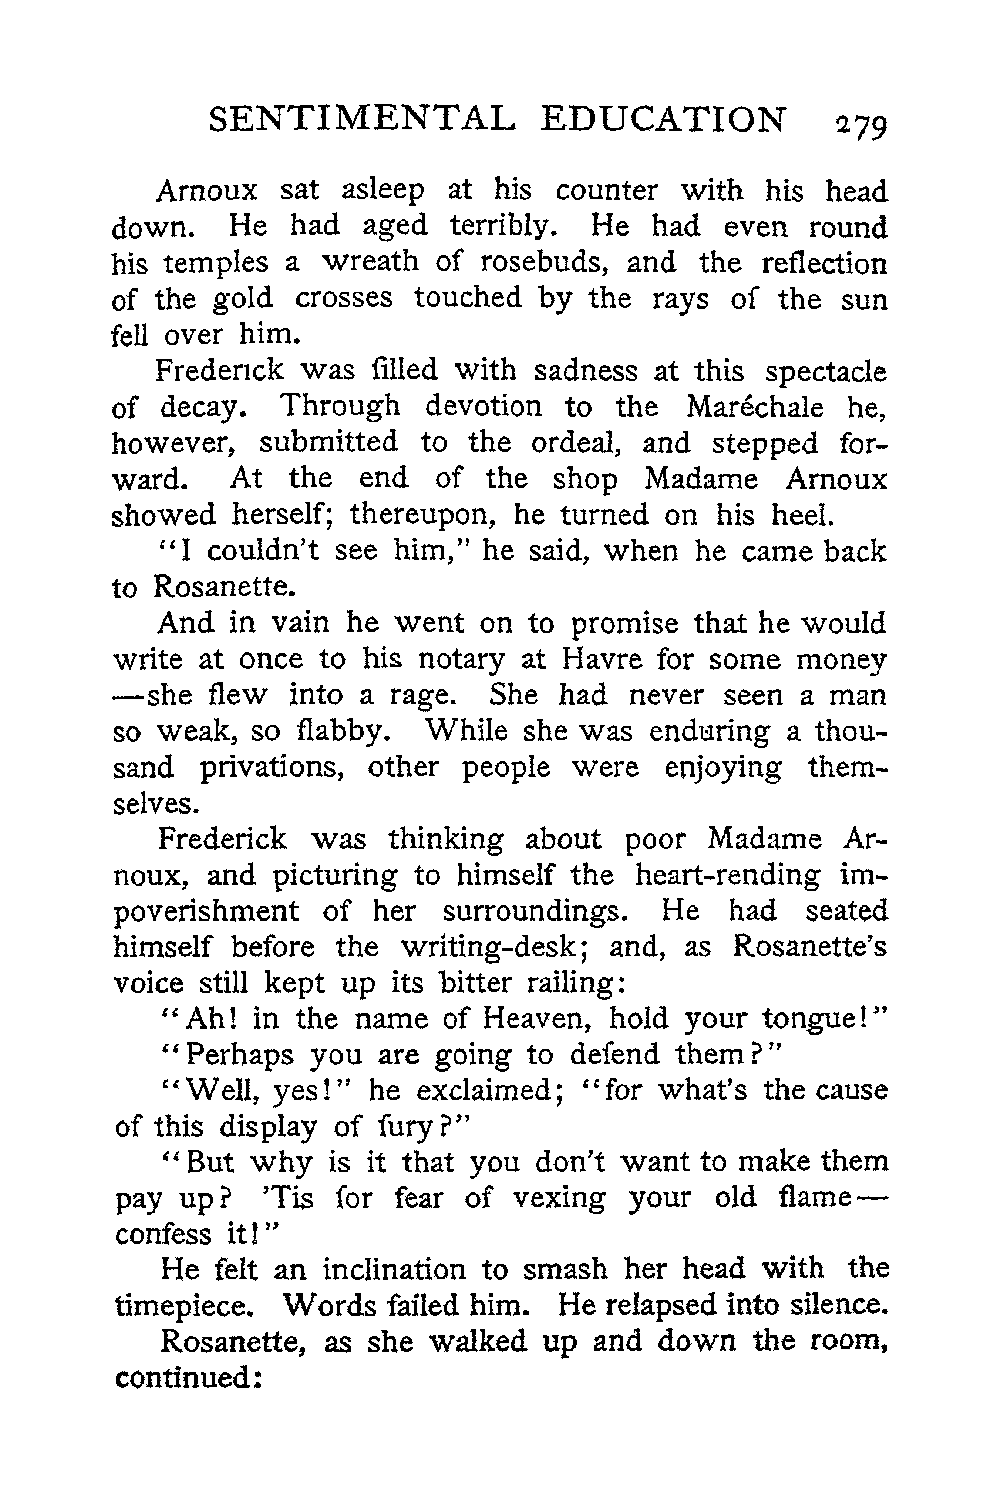 SENTIMENTAL EDUCATION 279
Arnoux sat asleep at his counter with his head
down. He had aged terribly. He had even round
his temples a wreath of rosebuds, and the reflection
of the gold crosses touched by the rays of the sun
fell over him.
Frederick was filled with sadness at this spectacle
of decay. Through devotion to the Maréchale he,
however, submitted to the ordeal, and stepped for-
ward. At the end of the shop Madame Arnoux
showed herself; thereupon, he turned on his heel.
“I couldn’t see him,” he said, when he came back
to Rosanette.
And in vain he went on to promise that he would
write at once to his notary at Havre for some money
—she flew into a rage. She had never seen a man
so weak, so flabby. While she was enduring a thou-
sand privations, other people were enjoying them-
selves.
Frederick was thinking about poor Madame Ar-
noux, and picturing to himself the heart-rending im-
poverishment of her surroundings. He had seated
himself before the writing-desk; and, as Rosanette’s
voice still kept up its bitter railing:
“Ah! in the name of Heaven, hold your tongue!”
“Perhaps you are going to defend them?”
“Well, yes!” he exclaimed; “for what’s the cause
of this display of fury?”
“But why is it that you don’t want to make them
pay up? ’Tis for fear of vexing your old flame—
confess it!”
He felt an inclination to smash her head with the
timepiece. Words failed him. He relapsed into silence.
Rosanette, as she walked up and down the room,
continued: